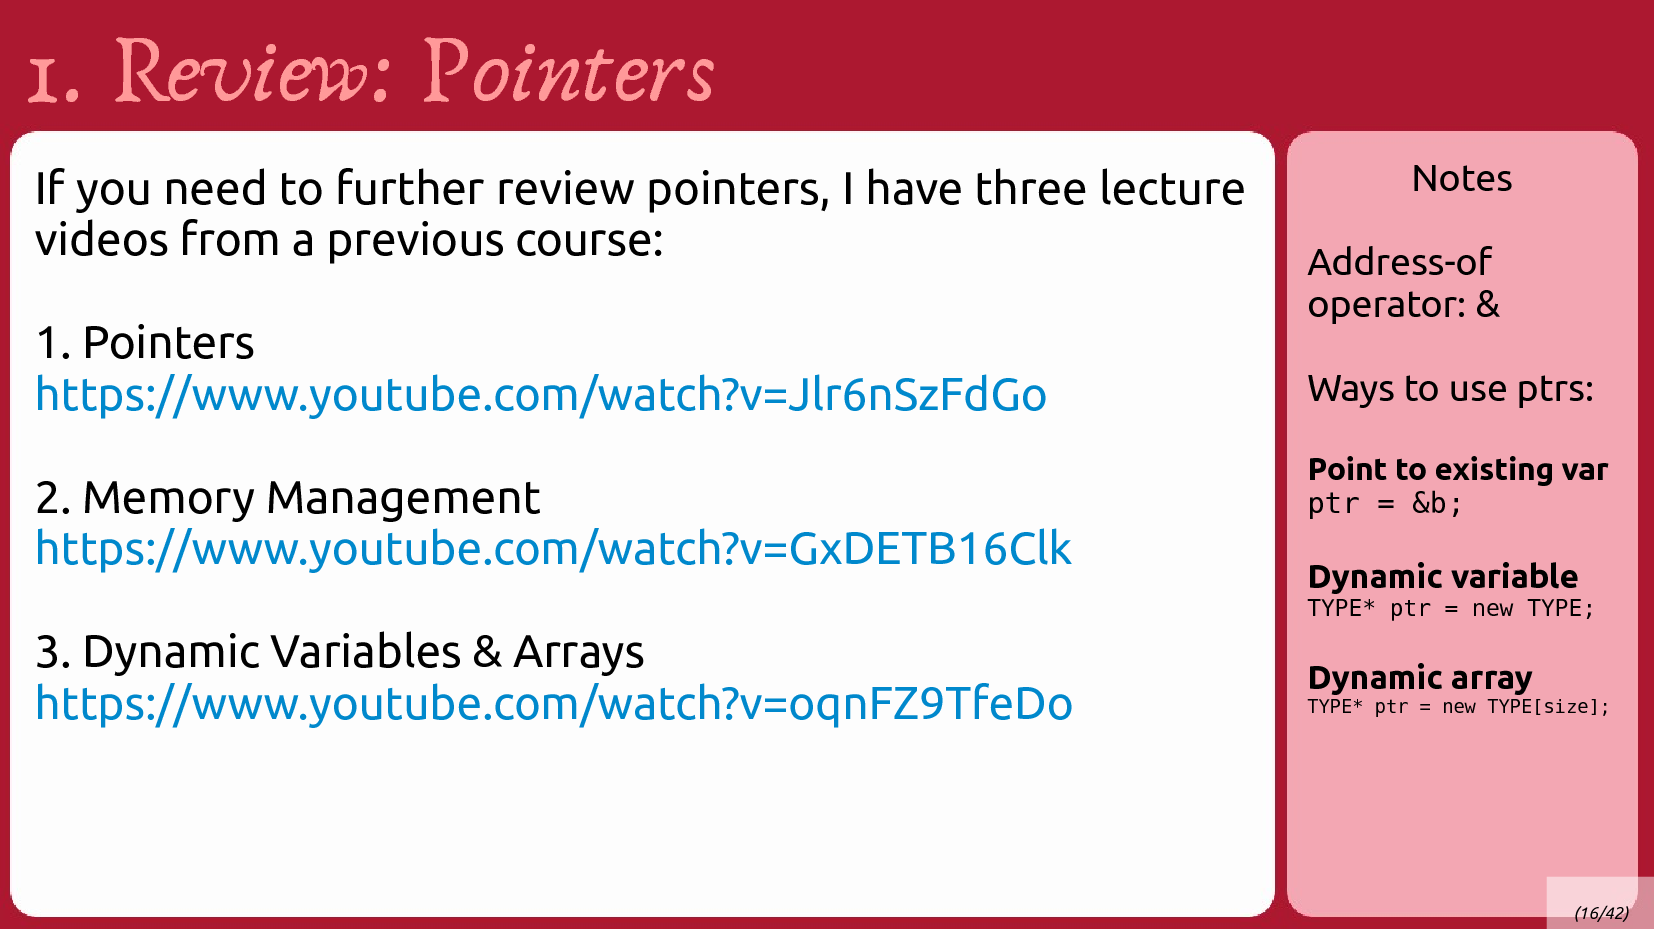 1. Review: Pointers
If you need to further review pointers, I have three lecture
videos from a previous course:
1. Pointers
https://www.youtube.com/watch?v=Jlr6nSzFdGo
2. Memory Management
https://www.youtube.com/watch?v=GxDETB16Clk
3. Dynamic Variables & Arrays
https://www.youtube.com/watch?v=oqnFZ9TfeDo
Notes
Address-of
operator: &
Ways to use ptrs:
Point to existing var
ptr = &b;
Dynamic variable
TYPE* ptr = new TYPE;
Dynamic array
TYPE* ptr = new TYPE[size];
(16/42)